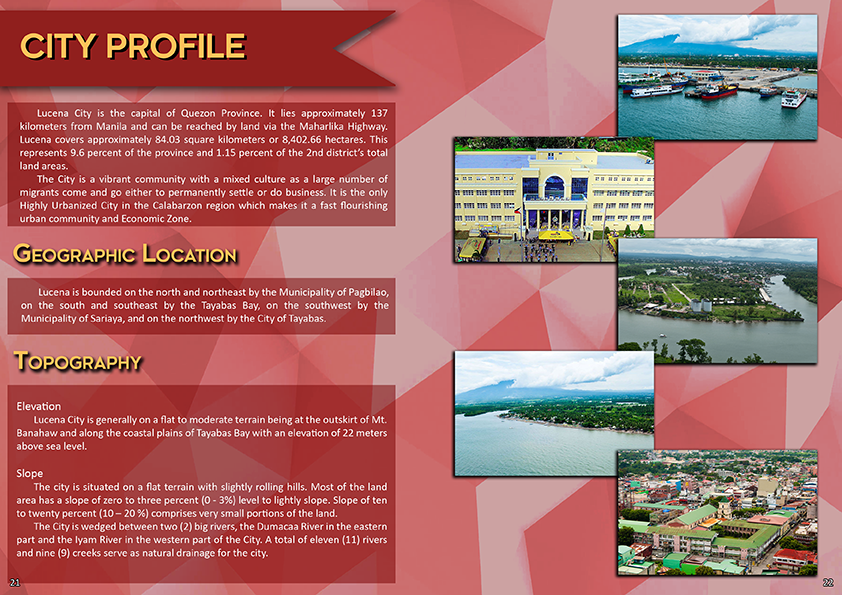 CITY PROFILE
Lucena City is the capital of Quezon Province. It lies approximately 137
kilometers from Manila and can be reached by land via the Maharlika Highway.
Lucena covers approximately 84.03 square kilometers or 8,402.66 hectares. This
represents 9.6 percent of the province and 1.15 percent of the 2nd district's total
land areas.
The City is a vibrant community with a mixed culture as a large number of
migrants come and go either to permanently settle or do business. It is the only
Highly Urbanized City in the Calabarzon region which makes it a fast flourishing
urban community and Economic Zone.
GEOGRAPHIC LOCATION
Lucena is bounded on the north and northeast by the Municipality of Pagbilao,
on the south and southeast by the Tayabas Bay, on the southwest by the
Municipality of Sariaya, and on the northwest by the City of Tayabas.
TOPOGRAPHY
Elevation
Lucena City is generally on a flat to moderate terrain being at the outskirt of Mt.
Banahaw and along the coastal plains of Tayabas Bay with an elevation of 22 meters
above sea level.
Slope
The city is situated on a flat terrain with slightly rolling hills. Most of the land
area has a slope of zero to three percent (0 - 3%) level to lightly slope. Slope of ten
to twenty percent (10 – 20 %) comprises very small portions of the land.
The City is wedged between two (2) big rivers, the Dumacaa River in the eastern
part and the Iyam River in the western part of the City. A total of eleven (11) rivers
and nine (9) creeks serve as natural drainage for the city.
21
22